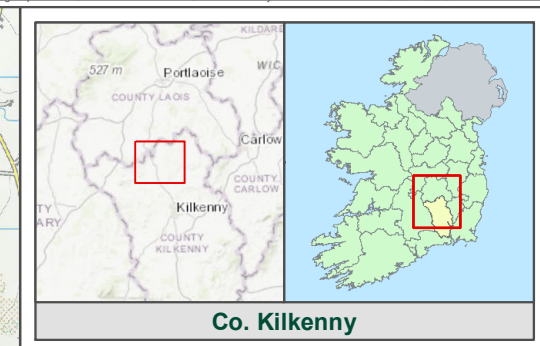 KILDARE
527 m
Portlaoise
WIC
COUNTY LAOIS
Carlow
COUNTY
CARLOW
TY
ARY
Kilkenny
COUNTY
KILKENNY
Co. Kilkenny